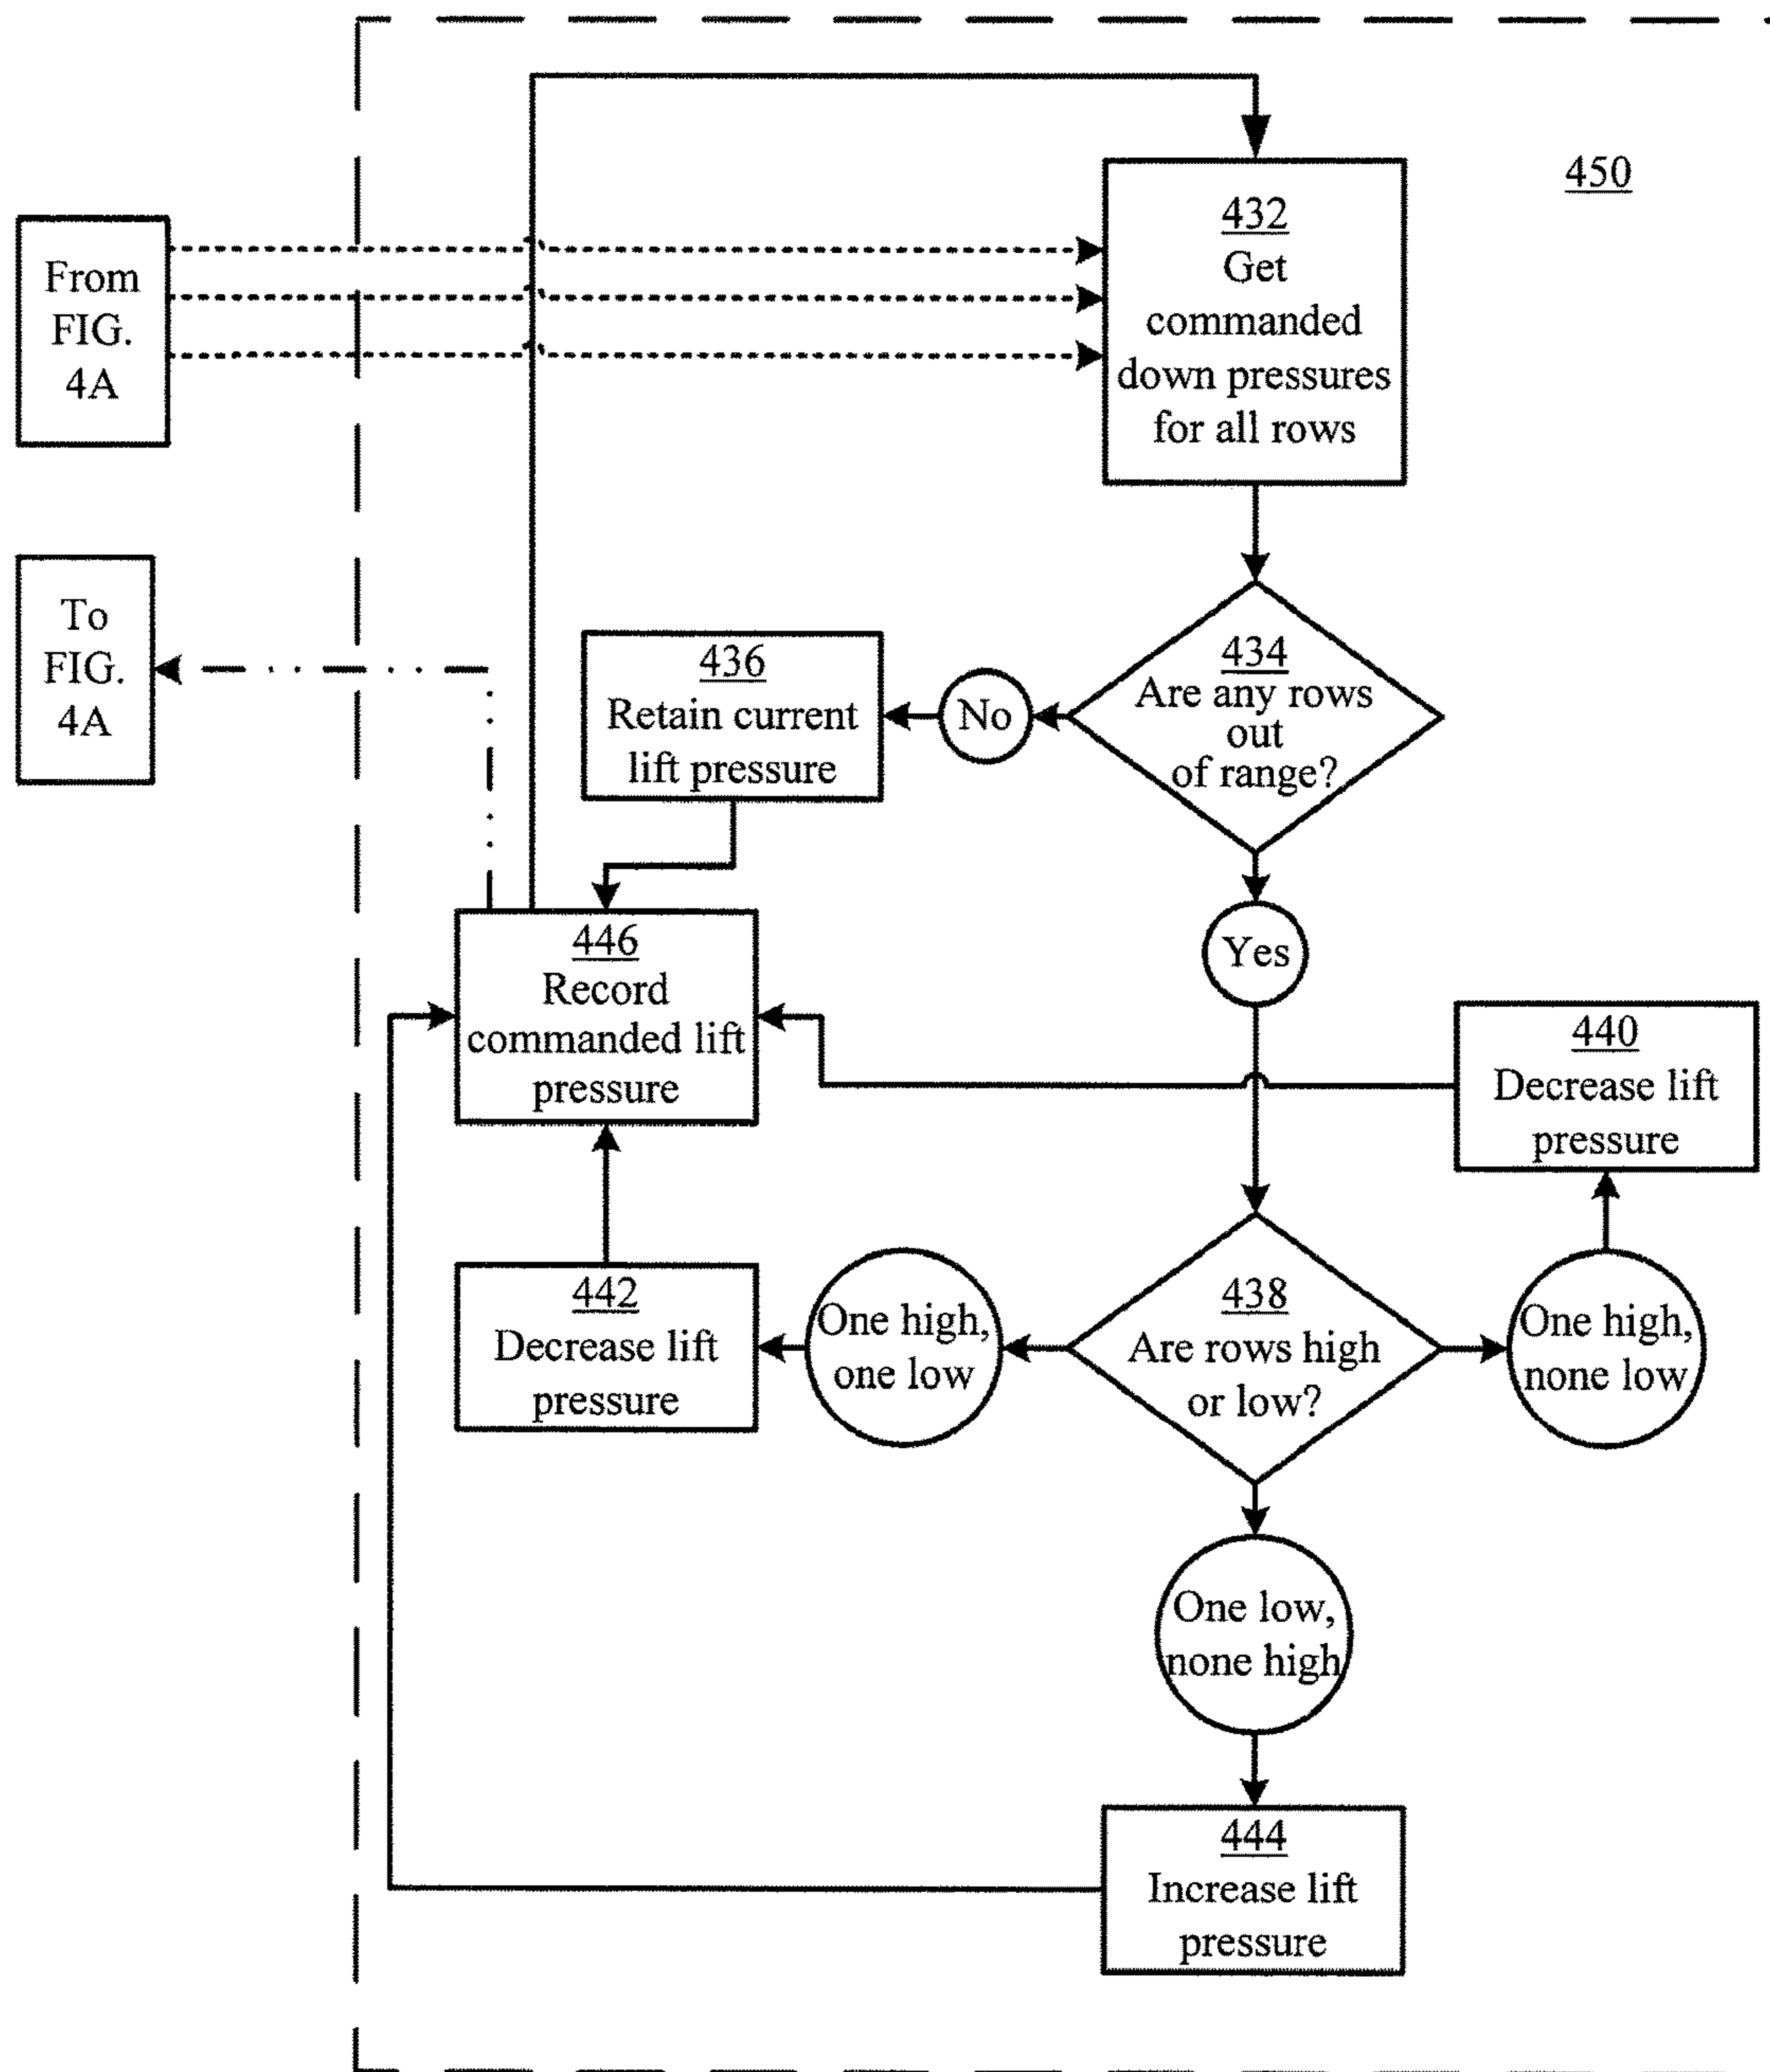 450
432
Get
commanded
down pressures
for all rows
From
FIG.
4A
To
FIG.
4A
434
Are any rows
out
of range?
No
436
Retain current
lift pressure
Yes
446
Record
commanded lift
pressure
440
Decrease lift
pressure
438
Are rows high
or low?
One high,
none low
One high,
one low
442
Decrease lift
pressure
One low,
none high
444
Increase lift
pressure